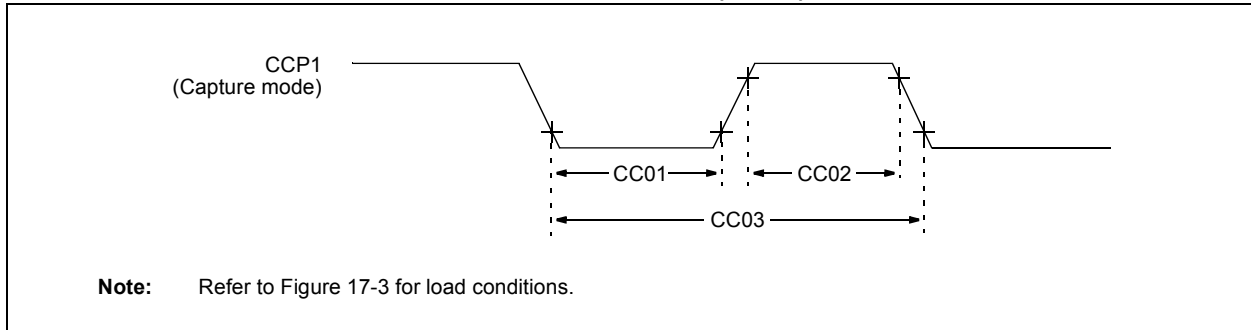 CCP1
(Capture mode)
CC01
CC02
CC03
Note: Refer to Figure 17-3 for load conditions.